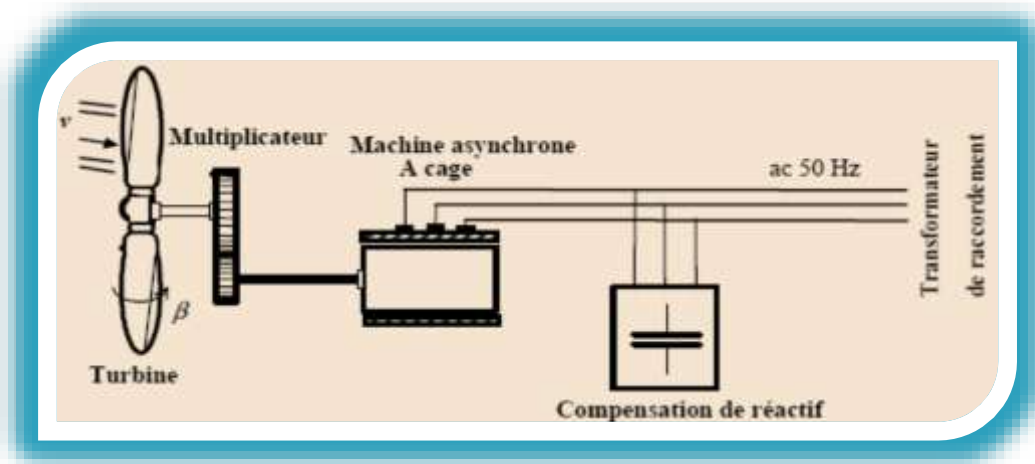 v
Multiplicateur
Machine asynchrone
A cage
ac 50 Hz
Transformateur
de raccordement
β
Turbine
Compensation de réactif